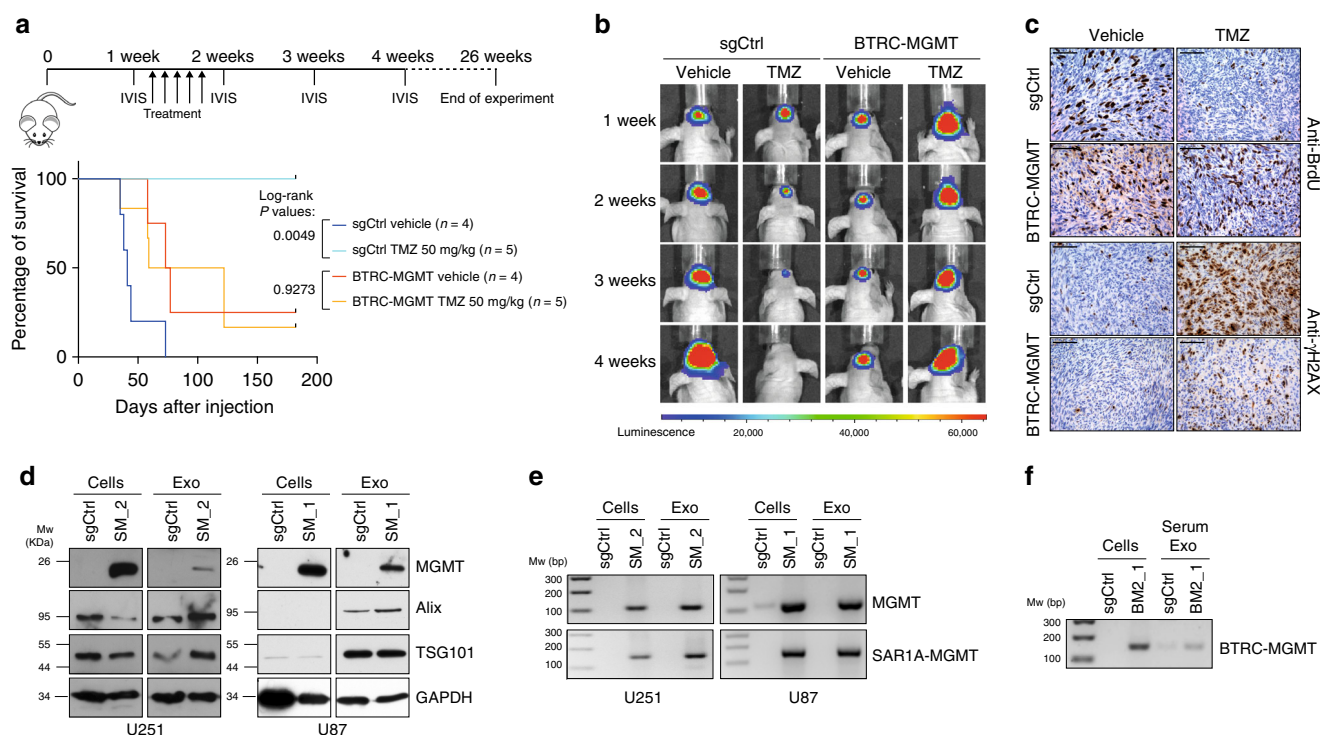 a
0 1 week 2 weeks 3 weeks 4 weeks 26 weeks
IVIS IVIS IVIS IVIS End of experiment
Treatment
Percentage of survival
100
50
0
0 50 100 150 200
Days after injection
Log-rank
P values:
0.0049
sgCtrl vehicle (n = 4)
sgCtrl TMZ 50 mg/kg (n = 5)
0.9273
BTRC-MGMT vehicle (n = 4)
BTRC-MGMT TMZ 50 mg/kg (n = 5)
b
sgCtrl BTRC-MGMT
Vehicle TMZ Vehicle TMZ
1 week
2 weeks
3 weeks
4 weeks
Luminescence 20,000 40,000 60,000
c
Vehicle TMZ
sgCtrl
BTRC-MGMT
Anti-BrdU
sgCtrl
BTRC-MGMT
Anti-γH2AX
d
Cells Exo Cells Exo
Mw
(KDa)
sgCtrl SM_2 sgCtrl SM_2 sgCtrl SM_1 sgCtrl SM_1
26 26 MGMT
95 95 Alix
55 55 TSG101
44 44
34 34 GAPDH
U251 U87
e
Cells Exo Cells Exo
Mw (bp) sgCtrl SM_2 sgCtrl SM_2 sgCtrl SM_1 sgCtrl SM_1
300 300
200 200 MGMT
100 100
300 300
200 200 SAR1A-MGMT
100 100
U251 U87
f
Serum
Cells Exo
Mw (bp) sgCtrl BM2_1 sgCtrl BM2_1
300
200 BTRC-MGMT
100